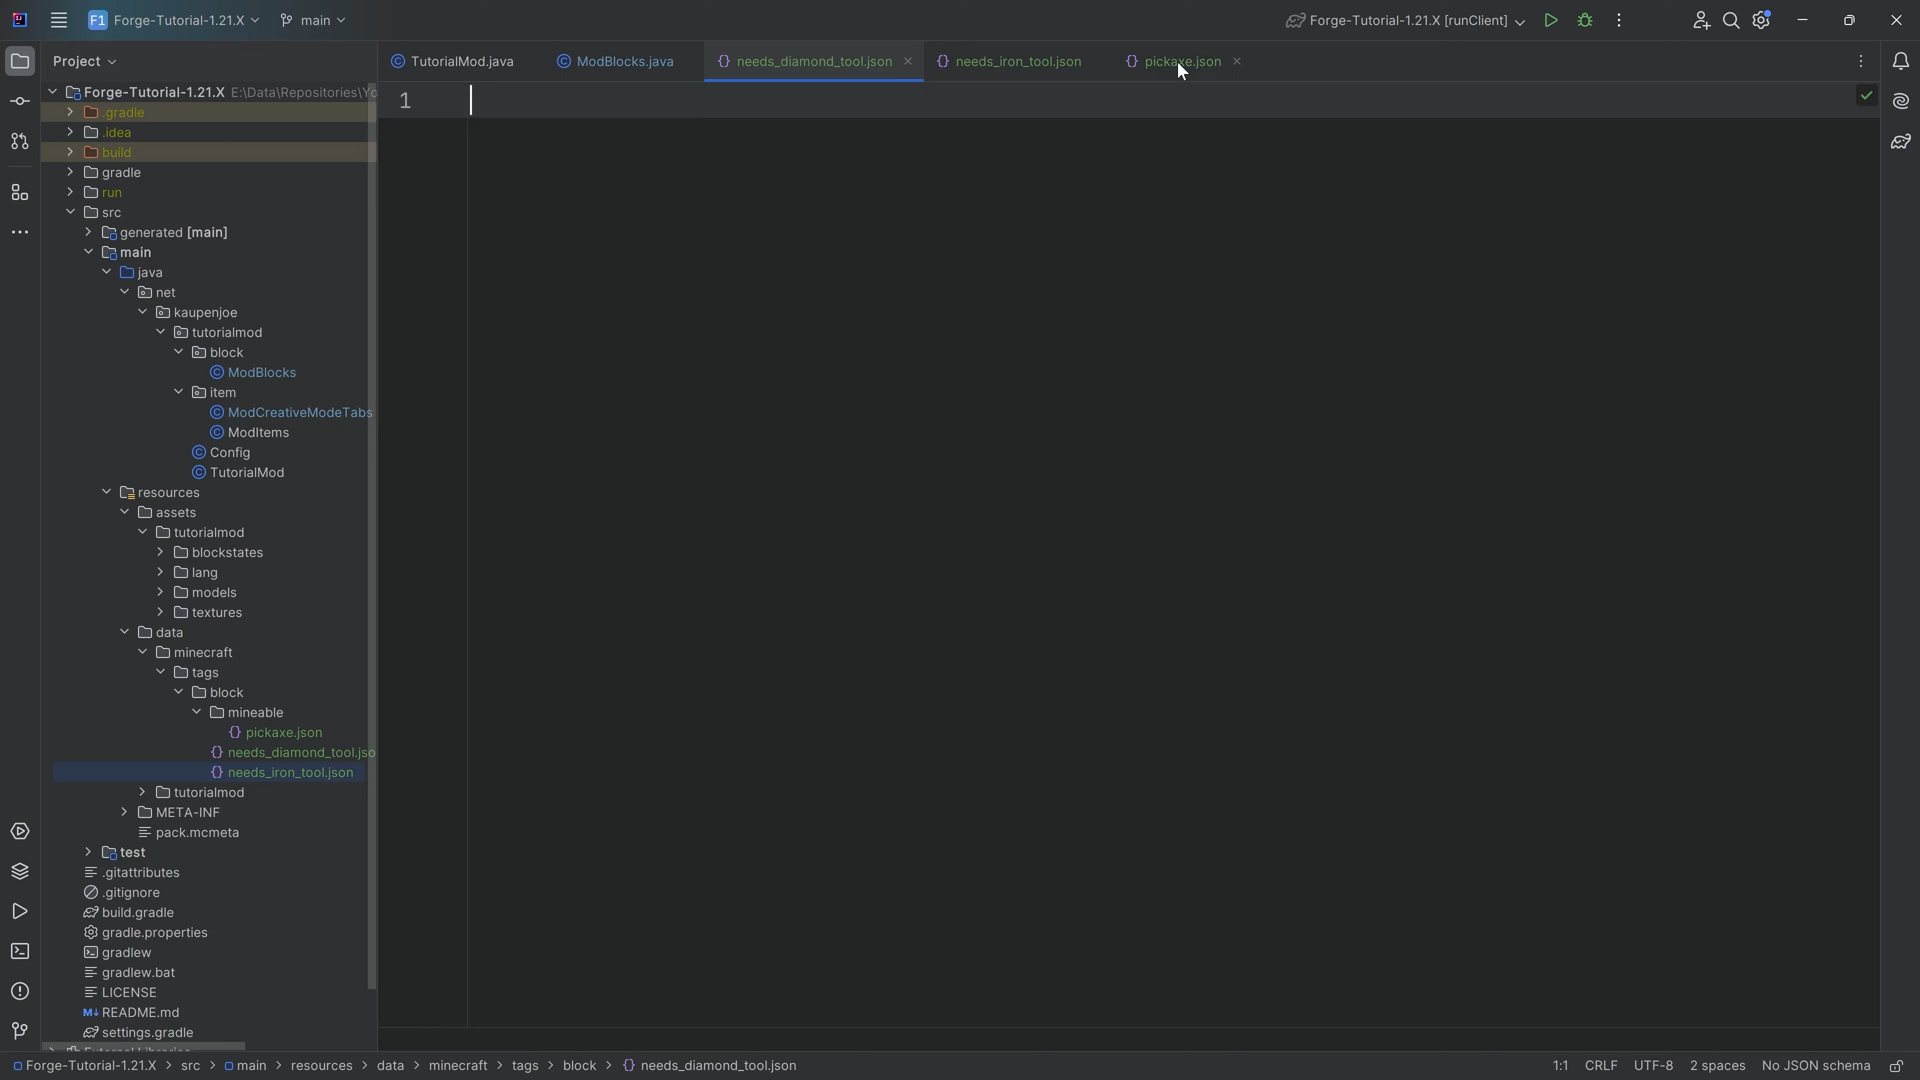 F1 Forge-Tutorial-1.21.X main Forge-Tutorial-1.21.X [runClient]
Project TutorialMod.java ModBlocks.java needs_diamond_tool.json needs_iron_tool.json pickaxe.json
Forge-Tutorial-1.21.X E:\Data\Repositories\Yo
1
.gradle
.idea
build
gradle
run
src
generated [main]
main
java
net
kaupenjoe
tutorialmod
block
ModBlocks
item
ModCreativeModeTabs
ModItems
Config
TutorialMod
resources
assets
tutorialmod
blockstates
lang
models
textures
data
minecraft
tags
block
mineable
pickaxe.json
needs_diamond_tool.jso
needs_iron_tool.json
tutorialmod
META-INF
pack.mcmeta
test
.gitattributes
.gitignore
build.gradle
gradle.properties
gradlew
gradlew.bat
LICENSE
M↓ README.md
settings.gradle
Forge-Tutorial-1.21.X > src > main > resources > data > minecraft > tags > block > needs_diamond_tool.json 1:1 CRLF UTF-8 2 spaces No JSON schema